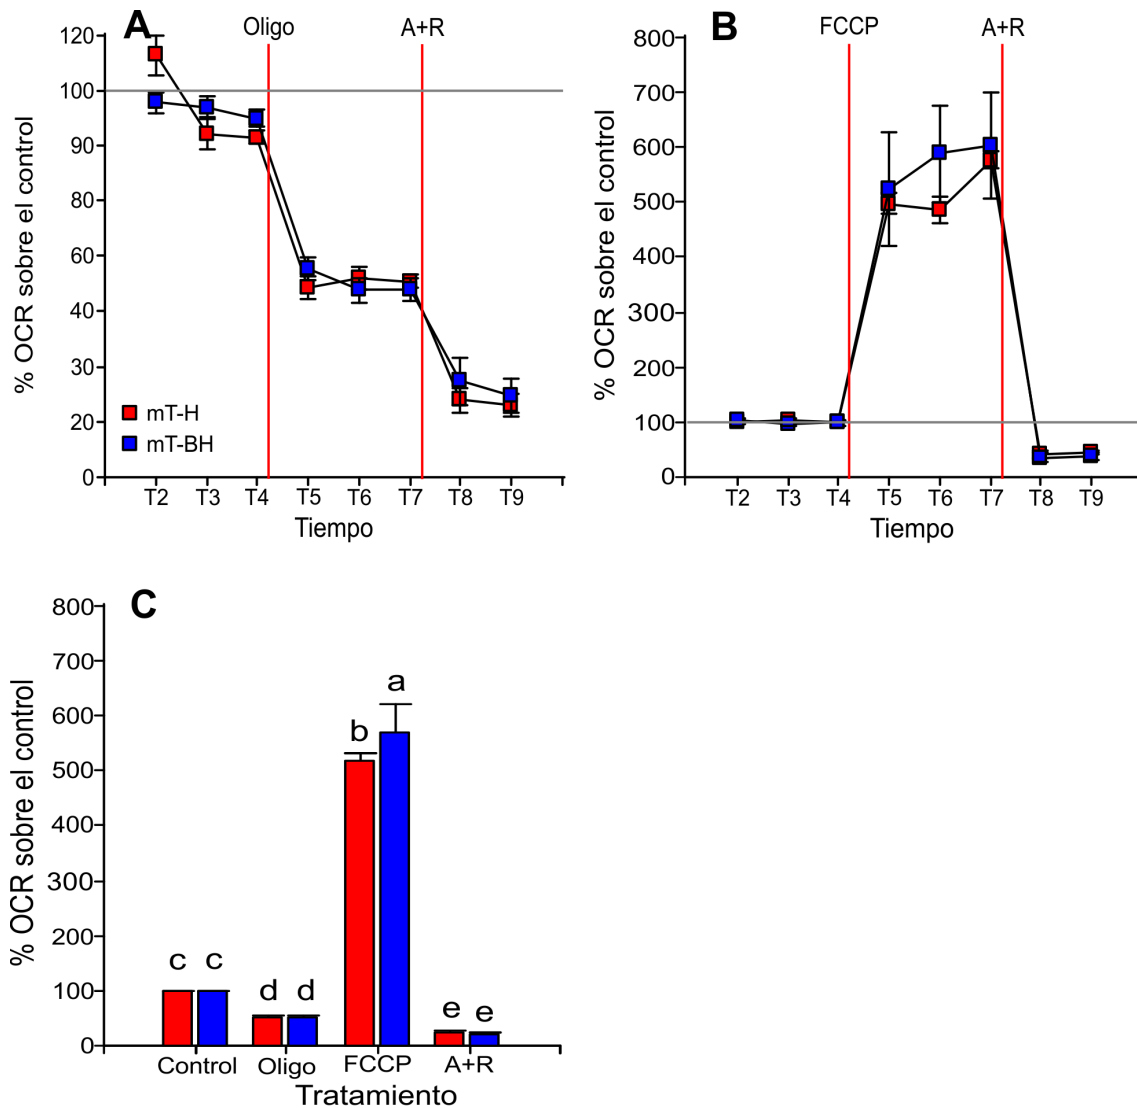 A
Oligo
A+R
120
100
90
80
60
40
30
20
0
% OCR sobre el control
mT-H
mT-BH
T2 T3 T4 T5 T6 T7 T8 T9
Tiempo
B
FCCP
A+R
800
700
600
500
400
300
200
100
0
% OCR sobre el control
T2 T3 T4 T5 T6 T7 T8 T9
Tiempo
C
800
700
600
500
400
300
200
100
0
% OCR sobre el control
c c d d b a e e
Control Oligo FCCP A+R
Tratamiento